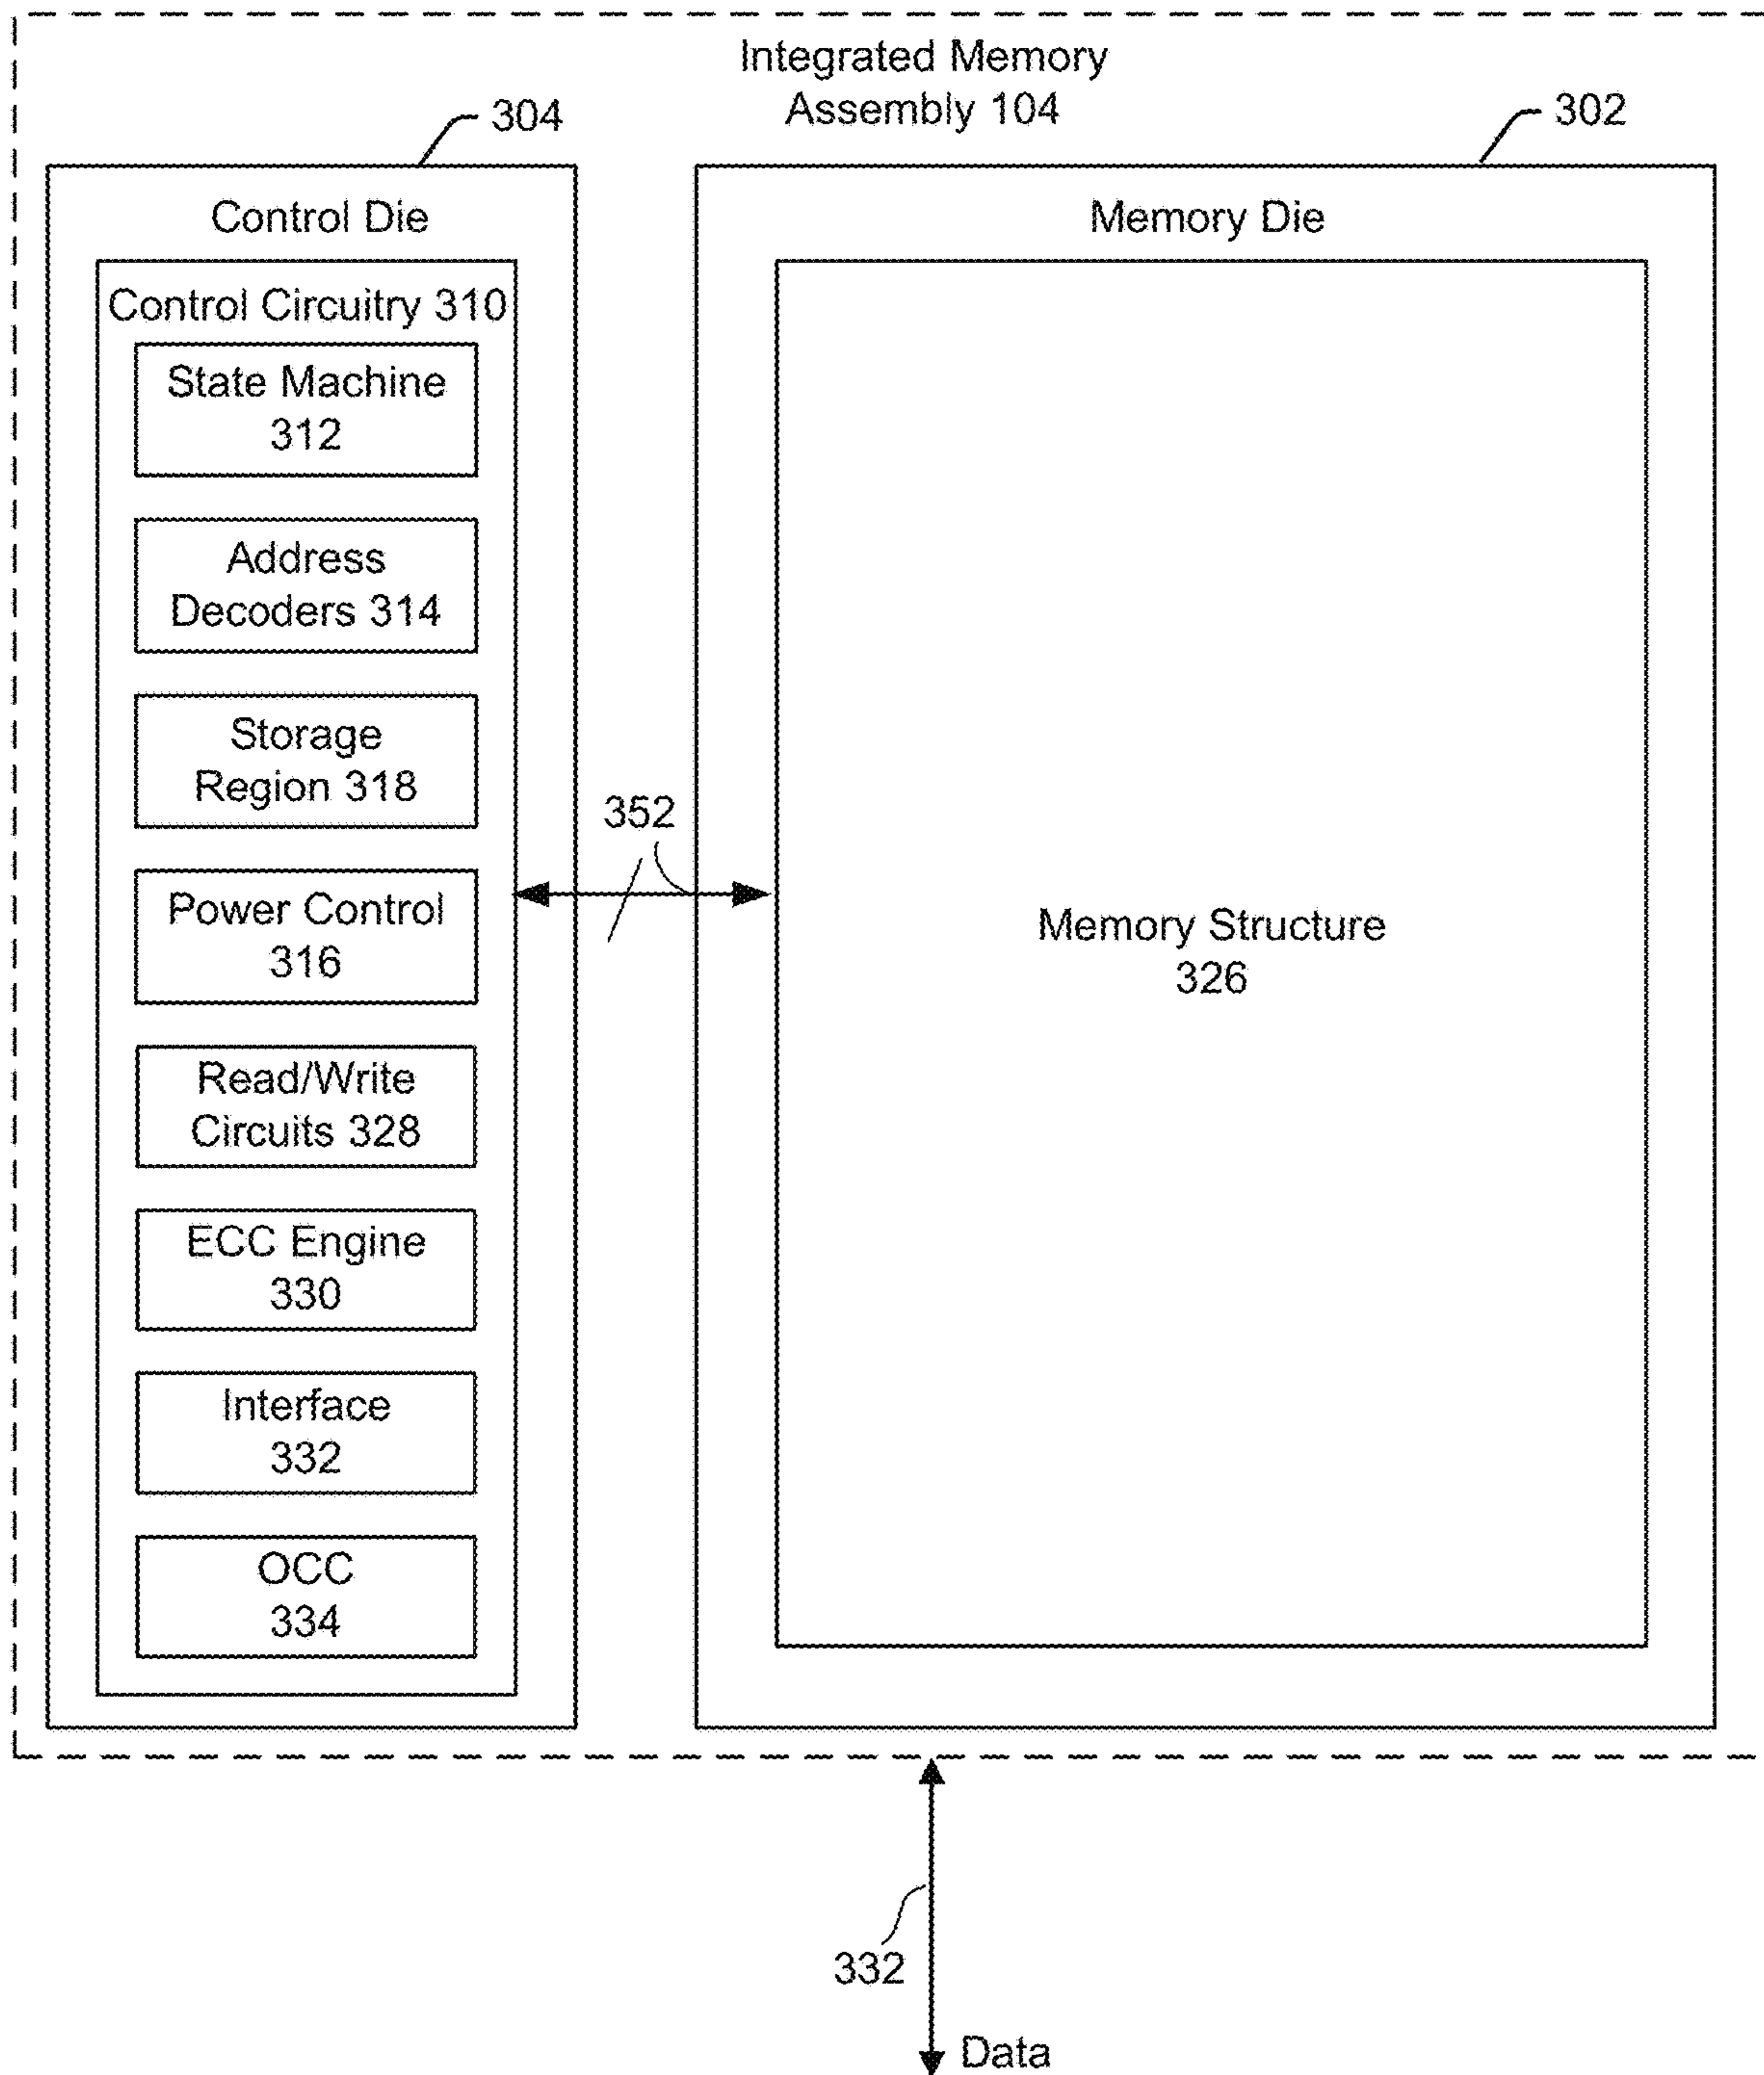 Integrated Memory
Assembly 104
304
302
Control Die
Memory Die
Control Circuitry 310
State Machine
312
Address
Decoders 314
Storage
Region 318
352
Power Control
316
Memory Structure
326
Read/Write
Circuits 328
ECC Engine
330
Interface
332
OCC
334
332
Data